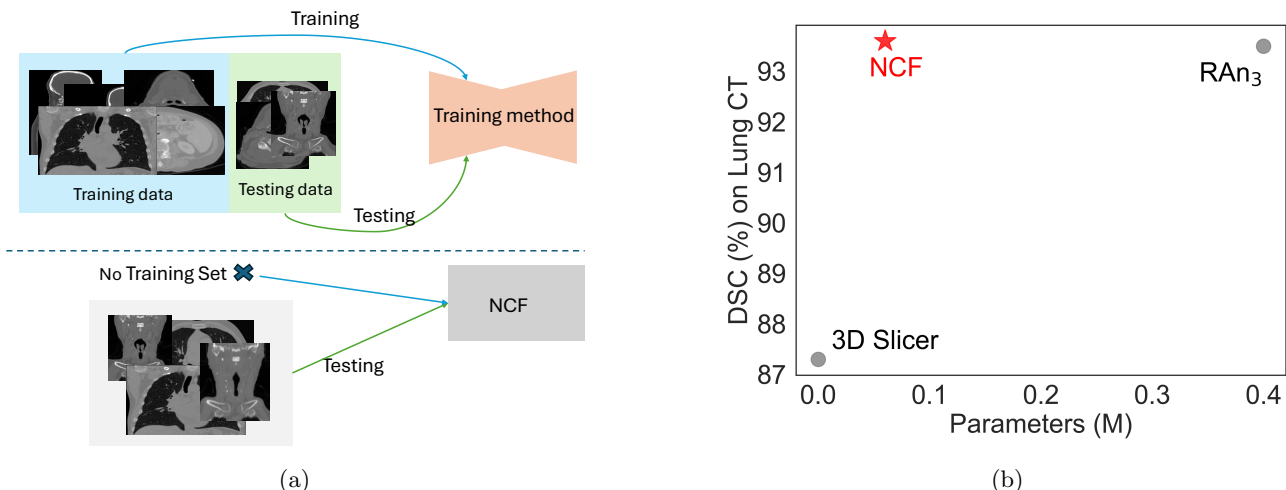 Training
Training data
Testing data
Training method
Testing
No Training Set
NCF
Testing
(a)
DSC (%) on Lung CT
93
92
91
90
89
88
87
NCF
RAn₃
3D Slicer
0.0 0.1 0.2 0.3 0.4
Parameters (M)
(b)